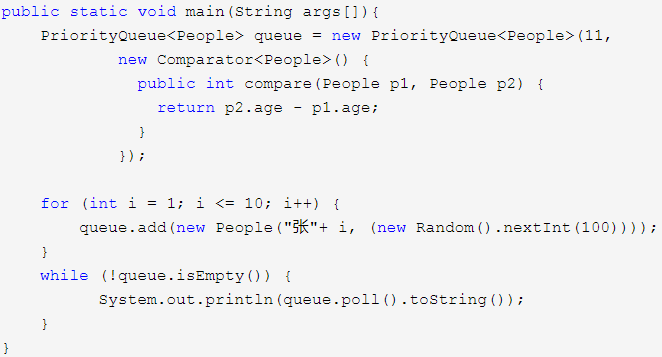 public static void main(String args[]){
    PriorityQueue<People> queue = new PriorityQueue<People>(11,
            new Comparator<People>() {
              public int compare(People p1, People p2) {
                return p2.age - p1.age;
              }
            });

    for (int i = 1; i <= 10; i++) {
        queue.add(new People("张"+ i, (new Random().nextInt(100))));
    }
    while (!queue.isEmpty()) {
          System.out.println(queue.poll().toString());
    }
}